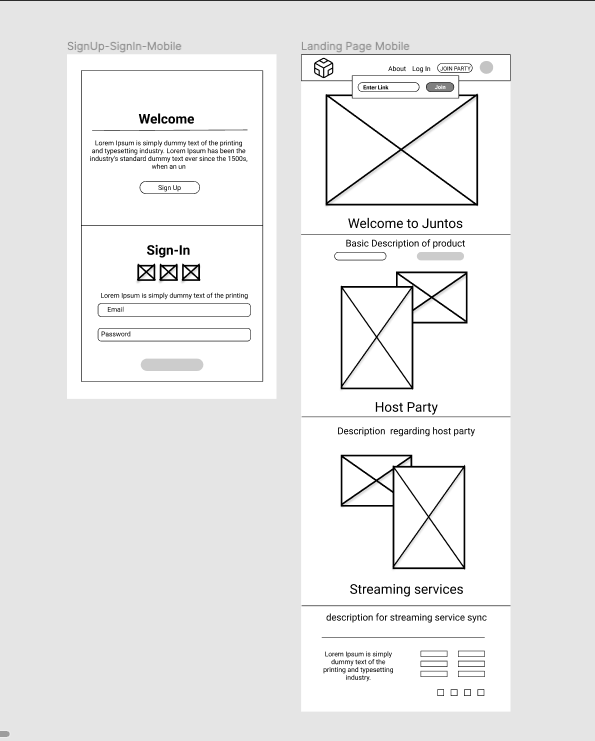 SignUp-SignIn-Mobile
Welcome
Lorem Ipsum is simply dummy text of the printing
and typesetting industry. Lorem Ipsum has been the
industry's standard dummy text ever since the 1500s,
when an un
Sign Up
Sign-In
Lorem Ipsum is simply dummy text of the printing
Email
Password
Landing Page Mobile
About Log In JOIN PARTY
Enter Link Join
Welcome to Juntos
Basic Description of product
Host Party
Description regarding host party
Streaming services
description for streaming service sync
Lorem Ipsum is simply
dummy text of the
printing and typesetting
industry.